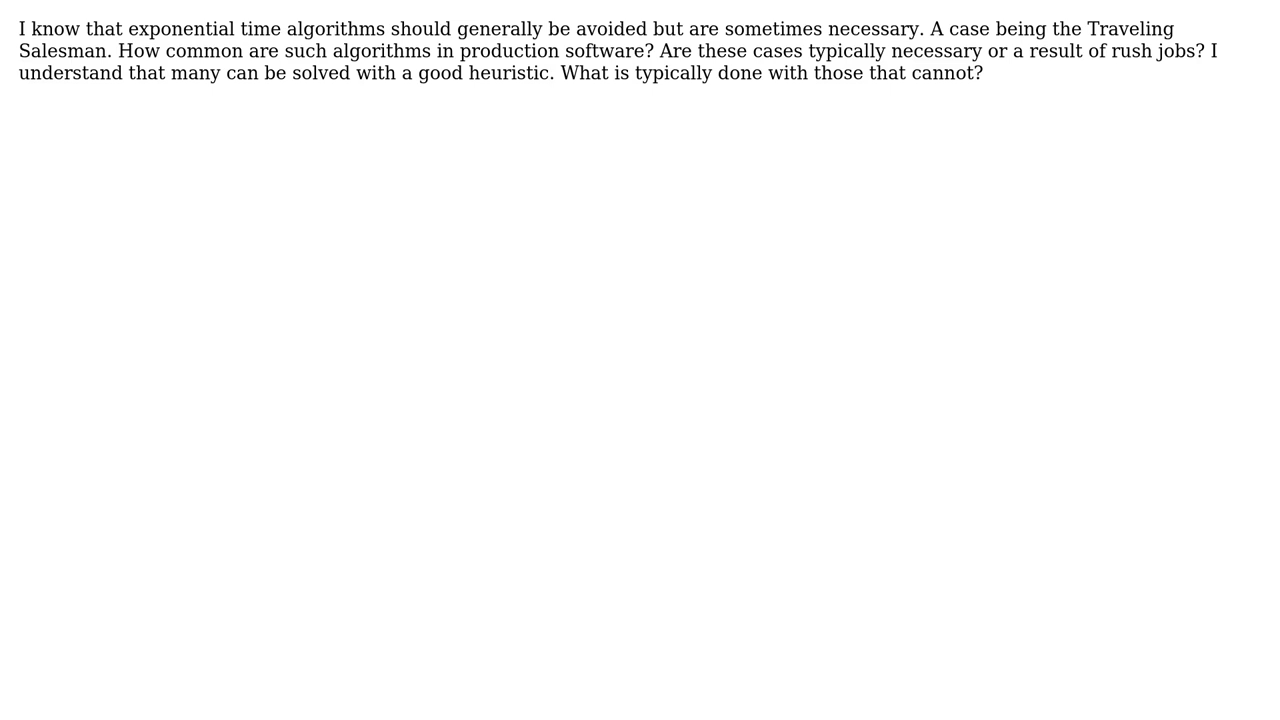 I know that exponential time algorithms should generally be avoided but are sometimes necessary. A case being the Traveling
Salesman. How common are such algorithms in production software? Are these cases typically necessary or a result of rush jobs? I
understand that many can be solved with a good heuristic. What is typically done with those that cannot?